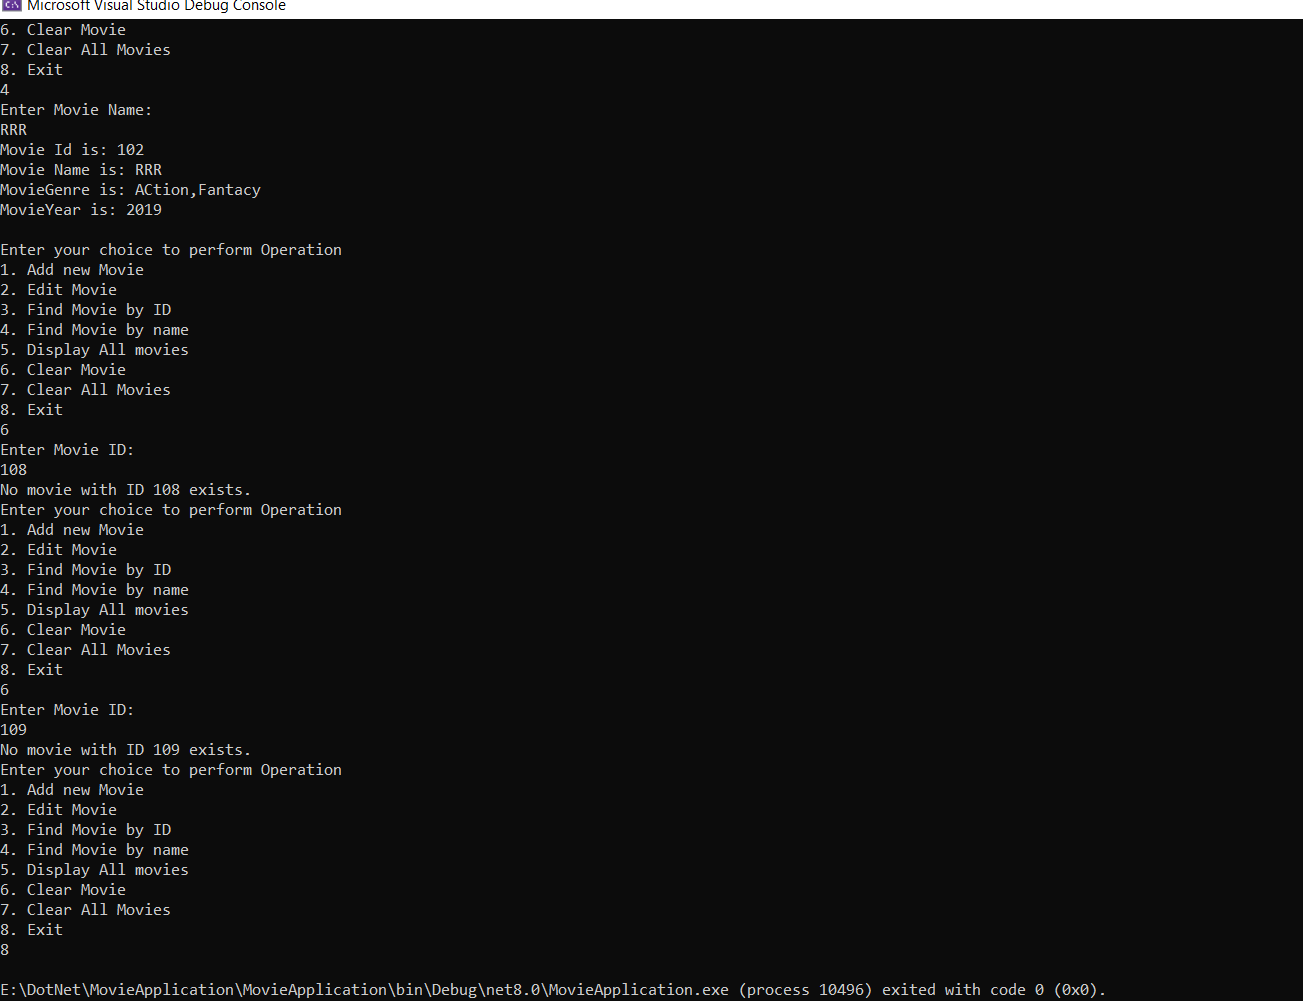 Microsoft Visual Studio Debug Console
6. Clear Movie
7. Clear All Movies
8. Exit
4
Enter Movie Name:
RRR
Movie Id is: 102
Movie Name is: RRR
MovieGenre is: ACtion,Fantacy
MovieYear is: 2019
Enter your choice to perform Operation
1. Add new Movie
2. Edit Movie
3. Find Movie by ID
4. Find Movie by name
5. Display All movies
6. Clear Movie
7. Clear All Movies
8. Exit
6
Enter Movie ID:
108
No movie with ID 108 exists.
Enter your choice to perform Operation
1. Add new Movie
2. Edit Movie
3. Find Movie by ID
4. Find Movie by name
5. Display All movies
6. Clear Movie
7. Clear All Movies
8. Exit
6
Enter Movie ID:
109
No movie with ID 109 exists.
Enter your choice to perform Operation
1. Add new Movie
2. Edit Movie
3. Find Movie by ID
4. Find Movie by name
5. Display All movies
6. Clear Movie
7. Clear All Movies
8. Exit
8
E:\DotNet\MovieApplication\MovieApplication\bin\Debug\net8.0\MovieApplication.exe (process 10496) exited with code 0 (0x0).